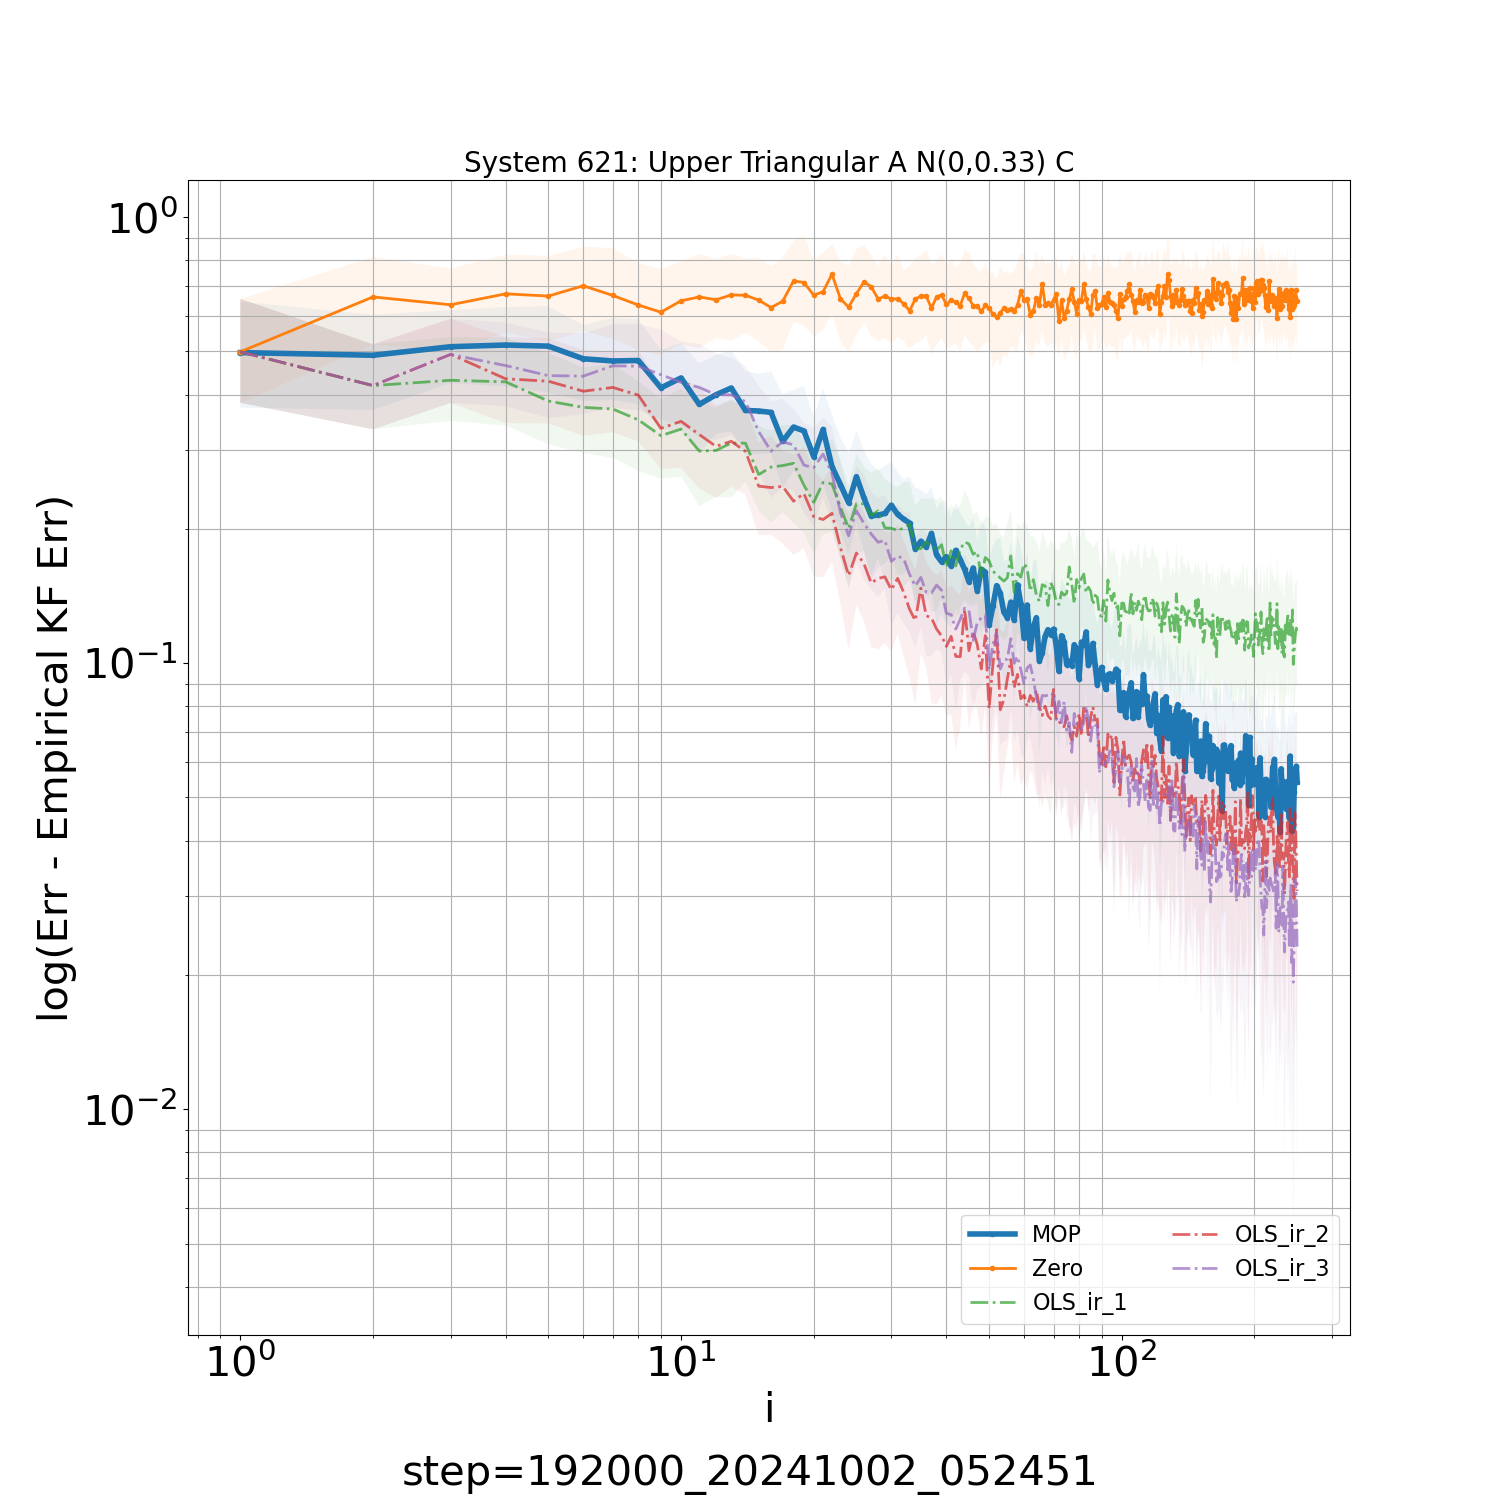 System 621: Upper Triangular A N(0,0.33) C
log(Err - Empirical KF Err)
10⁰
10⁻¹
10⁻²
10⁰ 10¹ 10²
i
MOP
Zero
OLS_ir_1
OLS_ir_2
OLS_ir_3
step=192000_20241002_052451